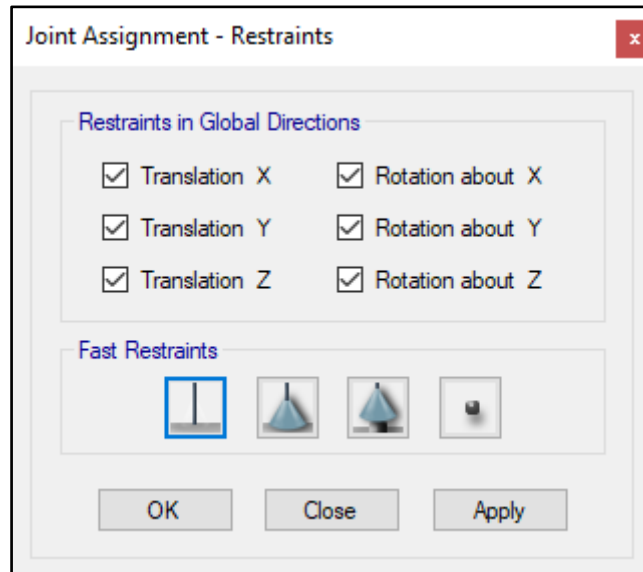 Joint Assignment - Restraints
x
Restraints in Global Directions
Translation X
Rotation about X
Translation Y
Rotation about Y
Translation Z
Rotation about Z
Fast Restraints
OK
Close
Apply